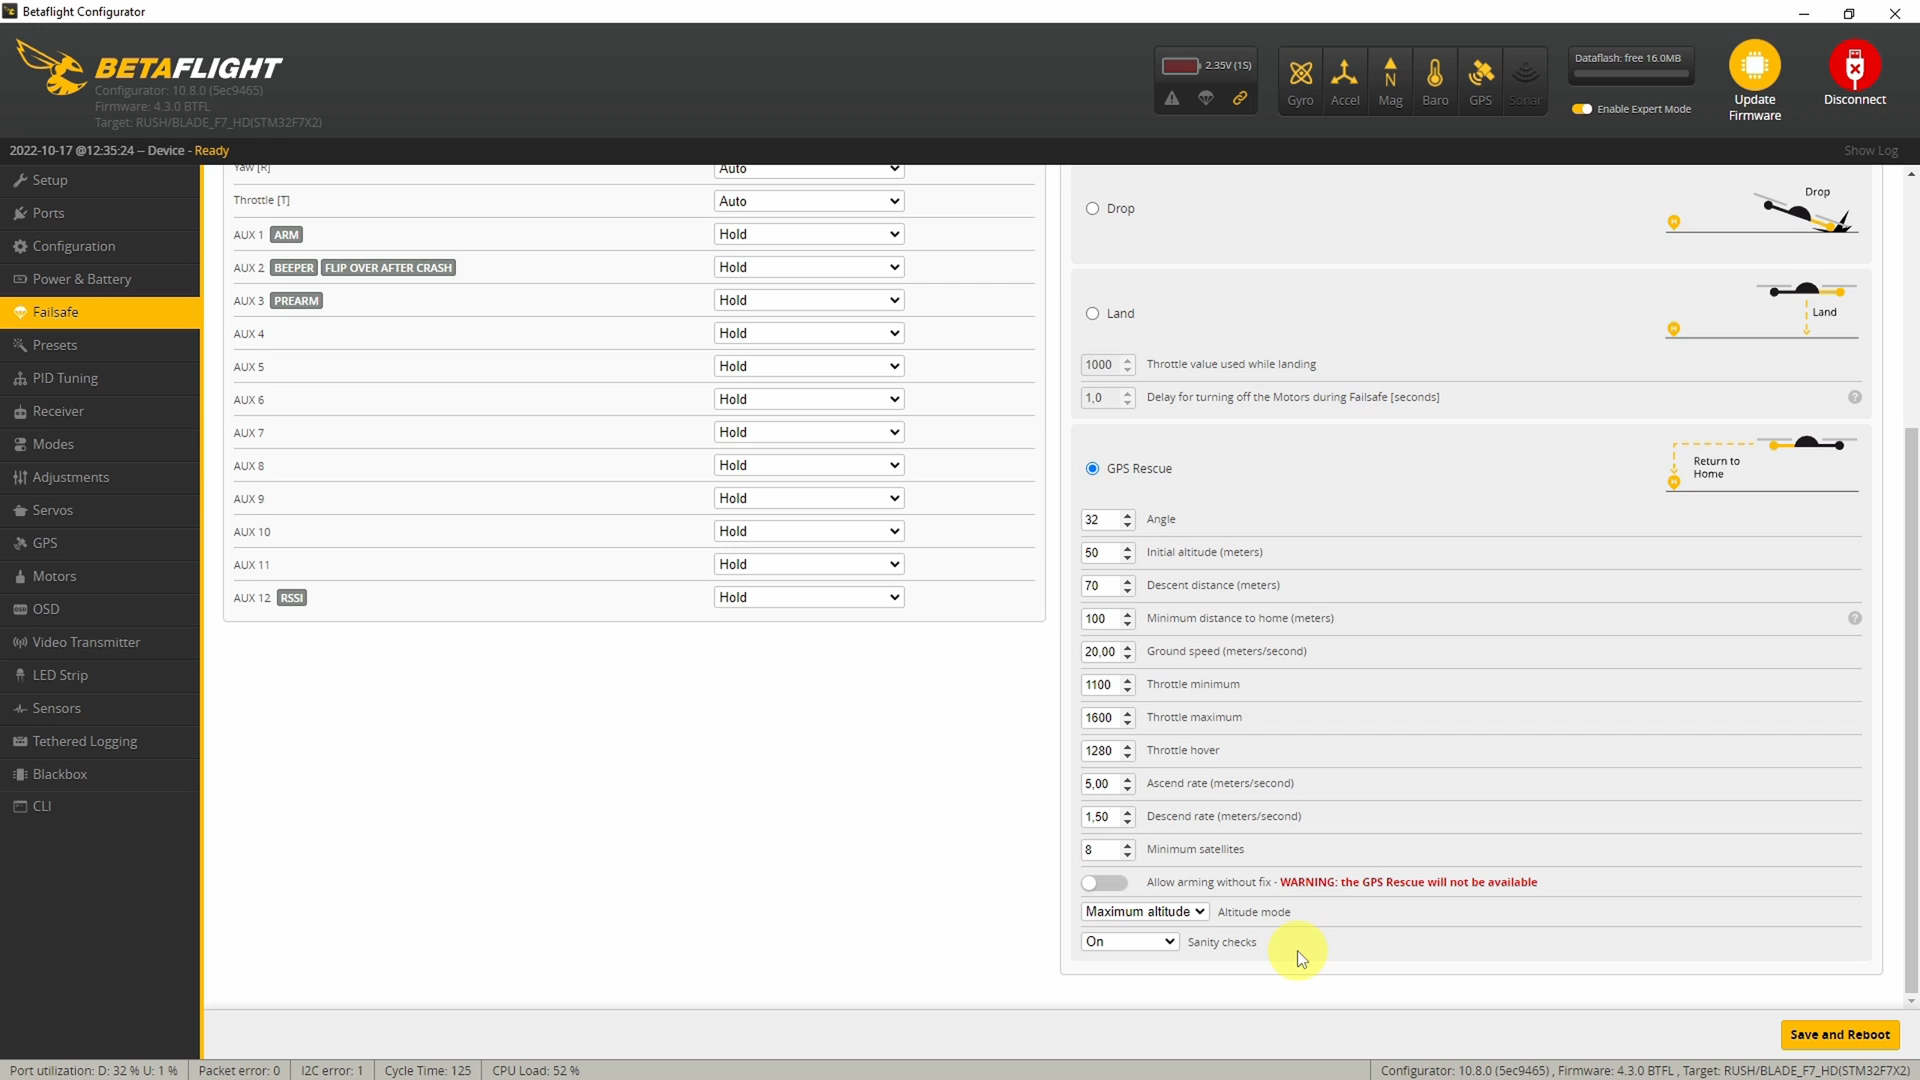 Betaflight Configurator
BETAFLIGHT
Configurator: 10.8.0 (5ec9465)
Firmware: 4.3.0 BTFL
Target: RUSH/BLADE_F7_HD(STM32F7X2)
2.35V (1S)
Gyro
Accel
Mag
Baro
GPS
Sonar
Dataflash: free 16.0MB
Enable Expert Mode
Update
Firmware
Disconnect
2022-10-17 @12:35:24 -- Device - Ready
Show Log
Setup
Ports
Configuration
Power & Battery
Failsafe
Presets
PID Tuning
Receiver
Modes
Adjustments
Servos
GPS
Motors
OSD
Video Transmitter
LED Strip
Sensors
Tethered Logging
Blackbox
CLI
Yaw [R] Auto
Throttle [T] Auto
AUX 1 ARM Hold
AUX 2 BEEPER FLIP OVER AFTER CRASH Hold
AUX 3 PREARM Hold
AUX 4 Hold
AUX 5 Hold
AUX 6 Hold
AUX 7 Hold
AUX 8 Hold
AUX 9 Hold
AUX 10 Hold
AUX 11 Hold
AUX 12 RSSI Hold
Drop
Drop
H
Land
Land
H
1000 Throttle value used while landing
1,0 Delay for turning off the Motors during Failsafe [seconds] ?
GPS Rescue
Return to
Home
H
32 Angle
50 Initial altitude (meters)
70 Descent distance (meters)
100 Minimum distance to home (meters) ?
20,00 Ground speed (meters/second)
1100 Throttle minimum
1600 Throttle maximum
1280 Throttle hover
5,00 Ascend rate (meters/second)
1,50 Descend rate (meters/second)
8 Minimum satellites
Allow arming without fix - WARNING: the GPS Rescue will not be available
Maximum altitude Altitude mode
On Sanity checks
Save and Reboot
Port utilization: D: 32 % U: 1 %
Packet error: 0
I2C error: 1
Cycle Time: 125
CPU Load: 52 %
Configurator: 10.8.0 (5ec9465) , Firmware: 4.3.0 BTFL , Target: RUSH/BLADE_F7_HD(STM32F7X2)